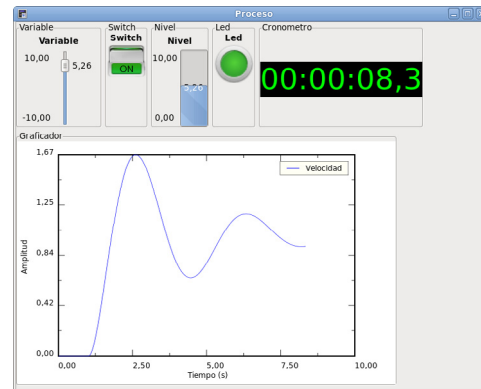 Proceso
Variable
Switch
Nivel
Led
Cronometro
Variable
10,00
5,26
-10,00
Switch
ON
Nivel
10,00
5,26
0,00
Led
00:00:08,3
Graficador
Velocidad
Amplitud
1,67
1,25
0,84
0,42
0,00
0,00 2,50 5,00 7,50 10,00
Tiempo (s)